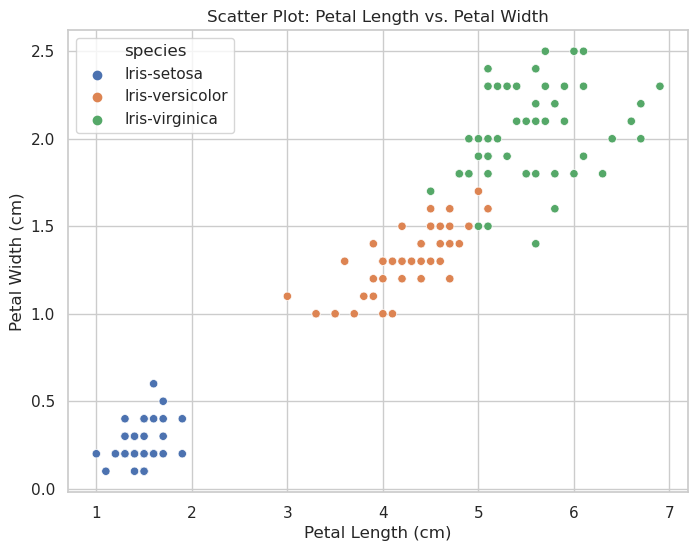 Scatter Plot: Petal Length vs. Petal Width
species
Iris-setosa
Iris-versicolor
Iris-virginica
2.5
2.0
1.5
1.0
0.5
0.0
Petal Width (cm)
1 2 3 4 5 6 7
Petal Length (cm)